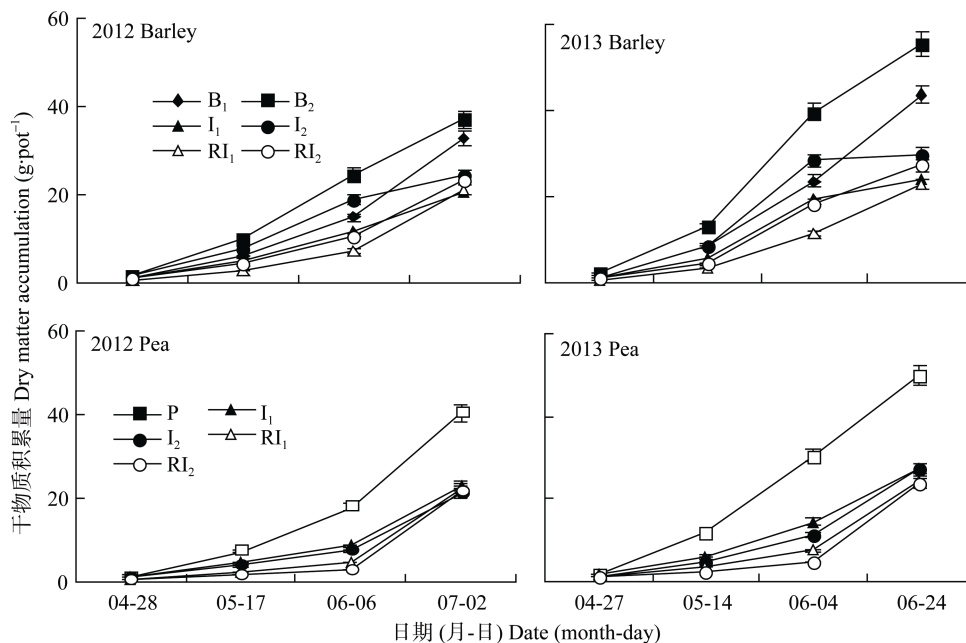 60
40
20
0
2012 Barley
B₁ B₂
I₁ I₂
RI₁ RI₂
2013 Barley
60
40
20
0
2012 Pea
P I₁
I₂ RI₁
RI₂
2013 Pea
干物质积累量 Dry matter accumulation (g·pot⁻¹)
04-28 05-17 06-06 07-02
04-27 05-14 06-04 06-24
日期 (月-日) Date (month-day)